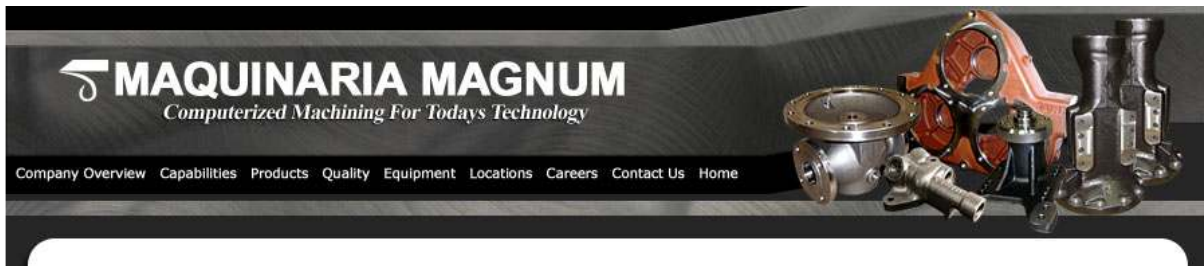 MAQUINARIA MAGNUM
Computerized Machining For Todays Technology
Company Overview Capabilities Products Quality Equipment Locations Careers Contact Us Home